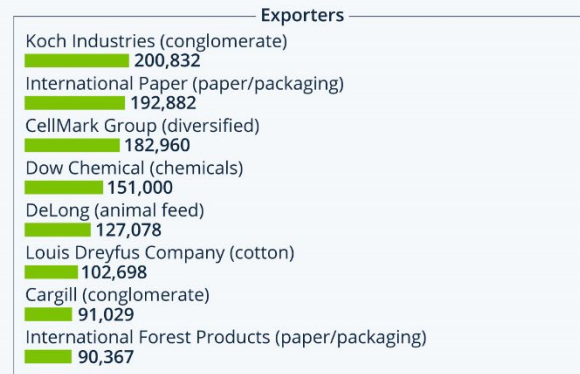 Exporters
Koch Industries (conglomerate)
200,832
International Paper (paper/packaging)
192,882
CellMark Group (diversified)
182,960
Dow Chemical (chemicals)
151,000
DeLong (animal feed)
127,078
Louis Dreyfus Company (cotton)
102,698
Cargill (conglomerate)
91,029
International Forest Products (paper/packaging)
90,367